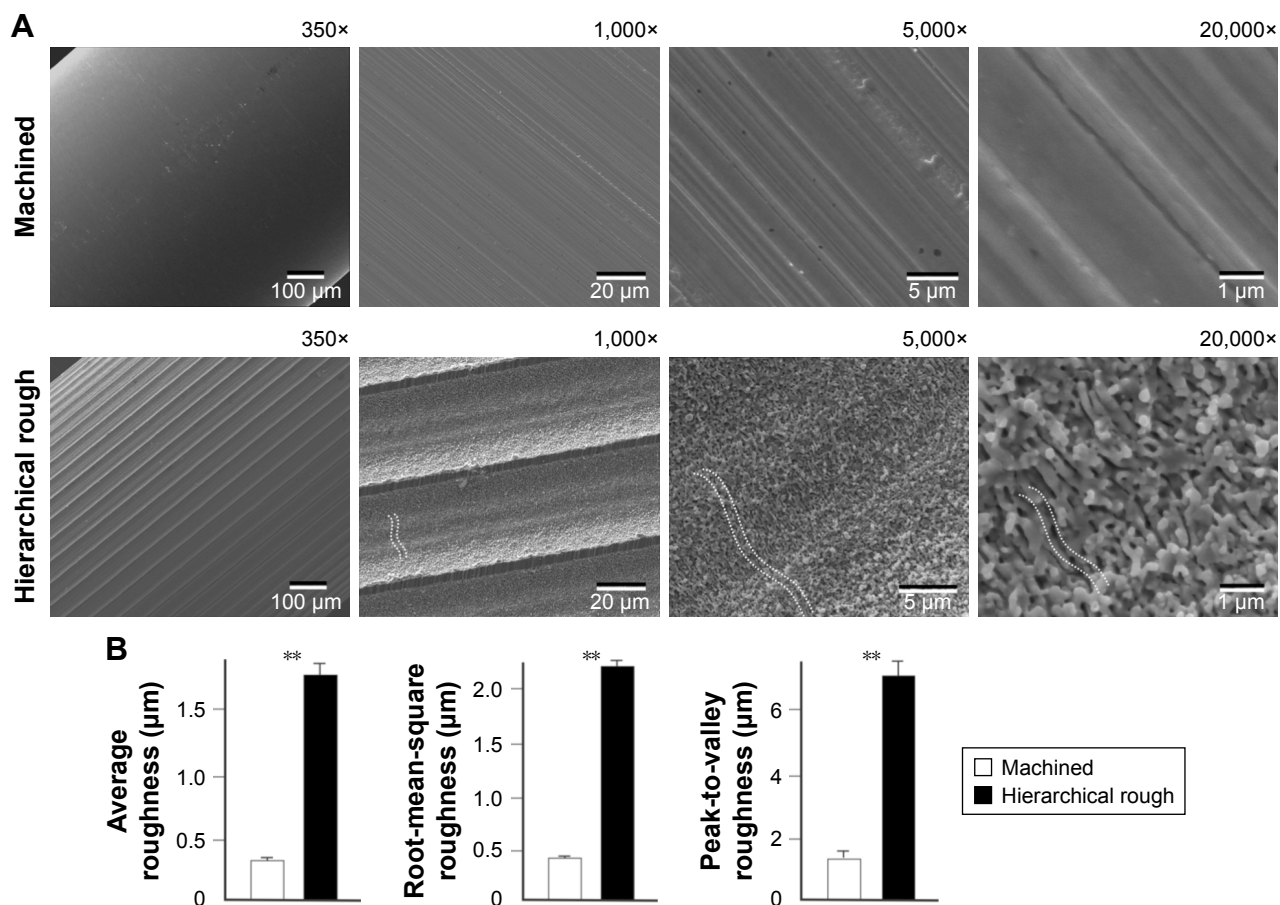 A
350×
1,000×
5,000×
20,000×
Machined
100 μm
20 μm
5 μm
1 μm
350×
1,000×
5,000×
20,000×
Hierarchical rough
100 μm
20 μm
5 μm
1 μm
B
Average
roughness (μm)
1.5
1.0
0.5
0
**
Root-mean-square
roughness (μm)
2.0
1.5
1.0
0.5
0
**
Peak-to-valley
roughness (μm)
6
4
2
0
**
Machined
Hierarchical rough